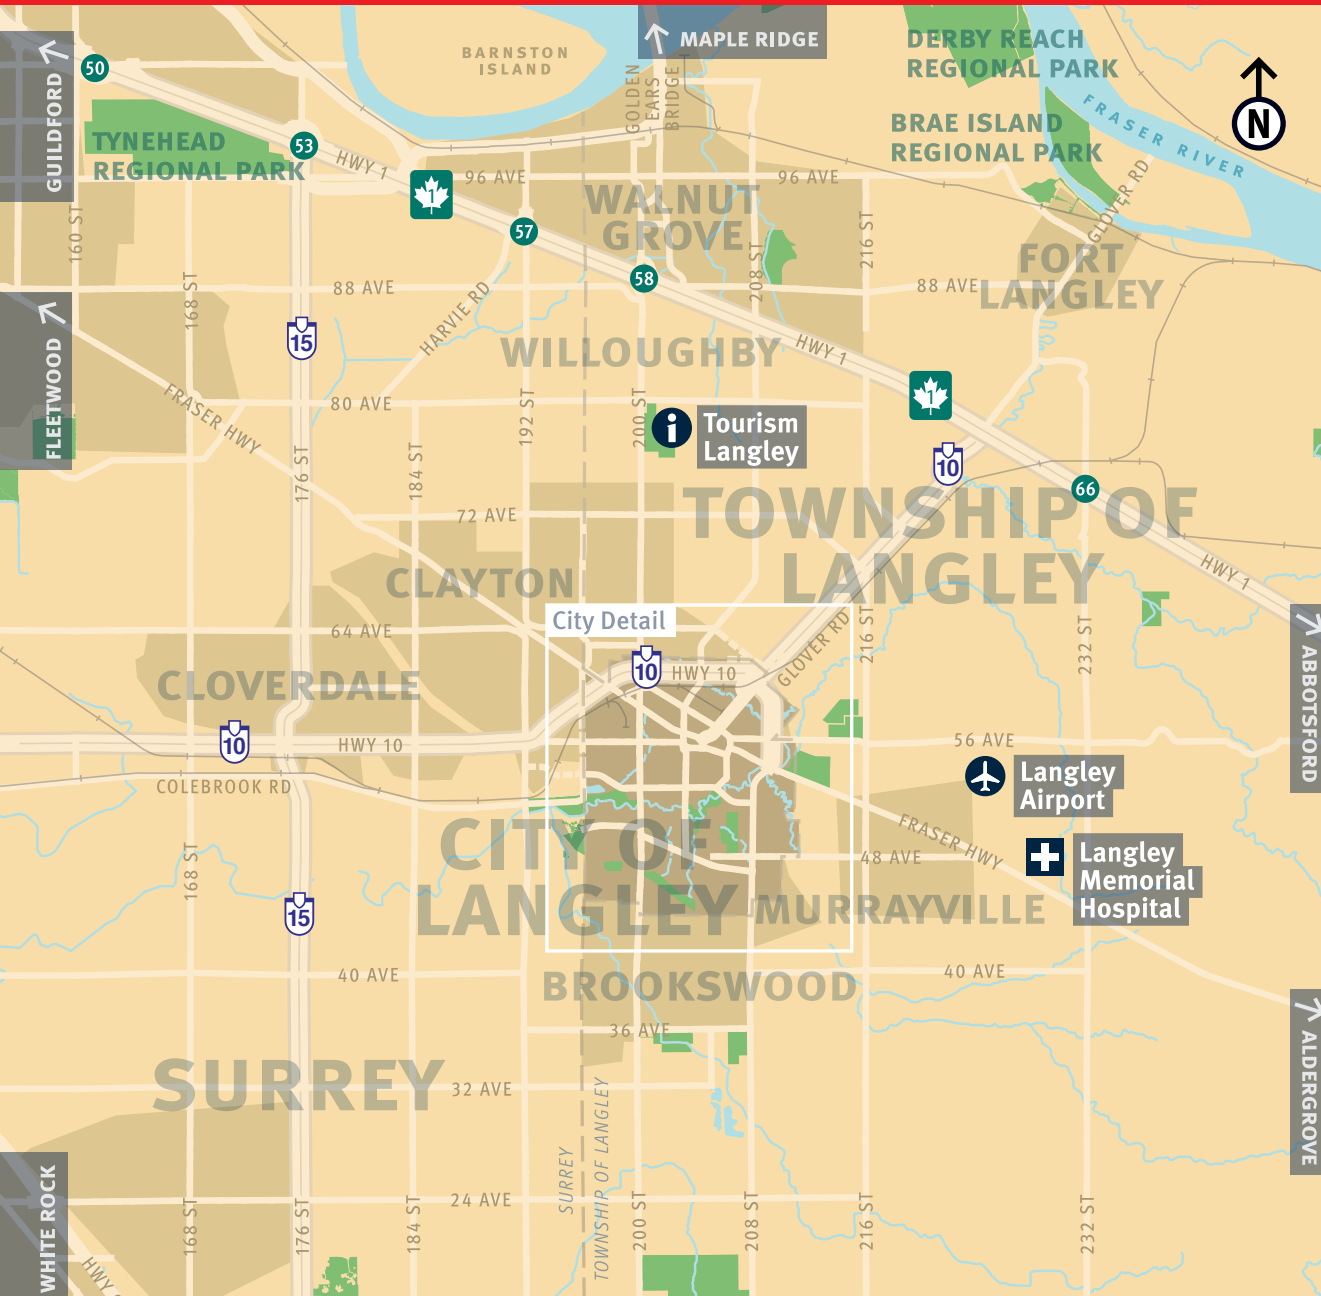 MAPLE RIDGE
BARNSTON
ISLAND
GOLDEN
EARS
BRIDGE
DERBY REACH
REGIONAL PARK
N
GUILDFORD
50
TYNEHEAD
REGIONAL PARK
53
HWY 1
1
96 AVE
96 AVE
BRAE ISLAND
REGIONAL PARK
FRASER RIVER
GLOVER RD
WALNUT
GROVE
57
58
160 ST
168 ST
208 ST
216 ST
FORT
LANGLEY
88 AVE
88 AVE
HARVIE RD
15
FLEETWOOD
WILLOUGHBY
HWY 1
1
FRASER HWY
80 AVE
192 ST
200 ST
i
Tourism
Langley
176 ST
184 ST
10
66
72 AVE
TOWNSHIP OF
LANGLEY
HWY 1
CLAYTON
City Detail
64 AVE
216 ST
232 ST
GLOVER RD
10
HWY 10
ABBOTSFORD
CLOVERDALE
10
HWY 10
56 AVE
COLEBROOK RD
Langley
Airport
CITY OF
LANGLEY
FRASER HWY
48 AVE
Langley
Memorial
Hospital
168 ST
15
MURRAYVILLE
40 AVE
BROOKSWOOD
40 AVE
36 AVE
ALDERGROVE
SURREY
32 AVE
SURREY
TOWNSHIP OF LANGLEY
WHITE ROCK
24 AVE
168 ST
176 ST
184 ST
200 ST
208 ST
216 ST
232 ST
HWY